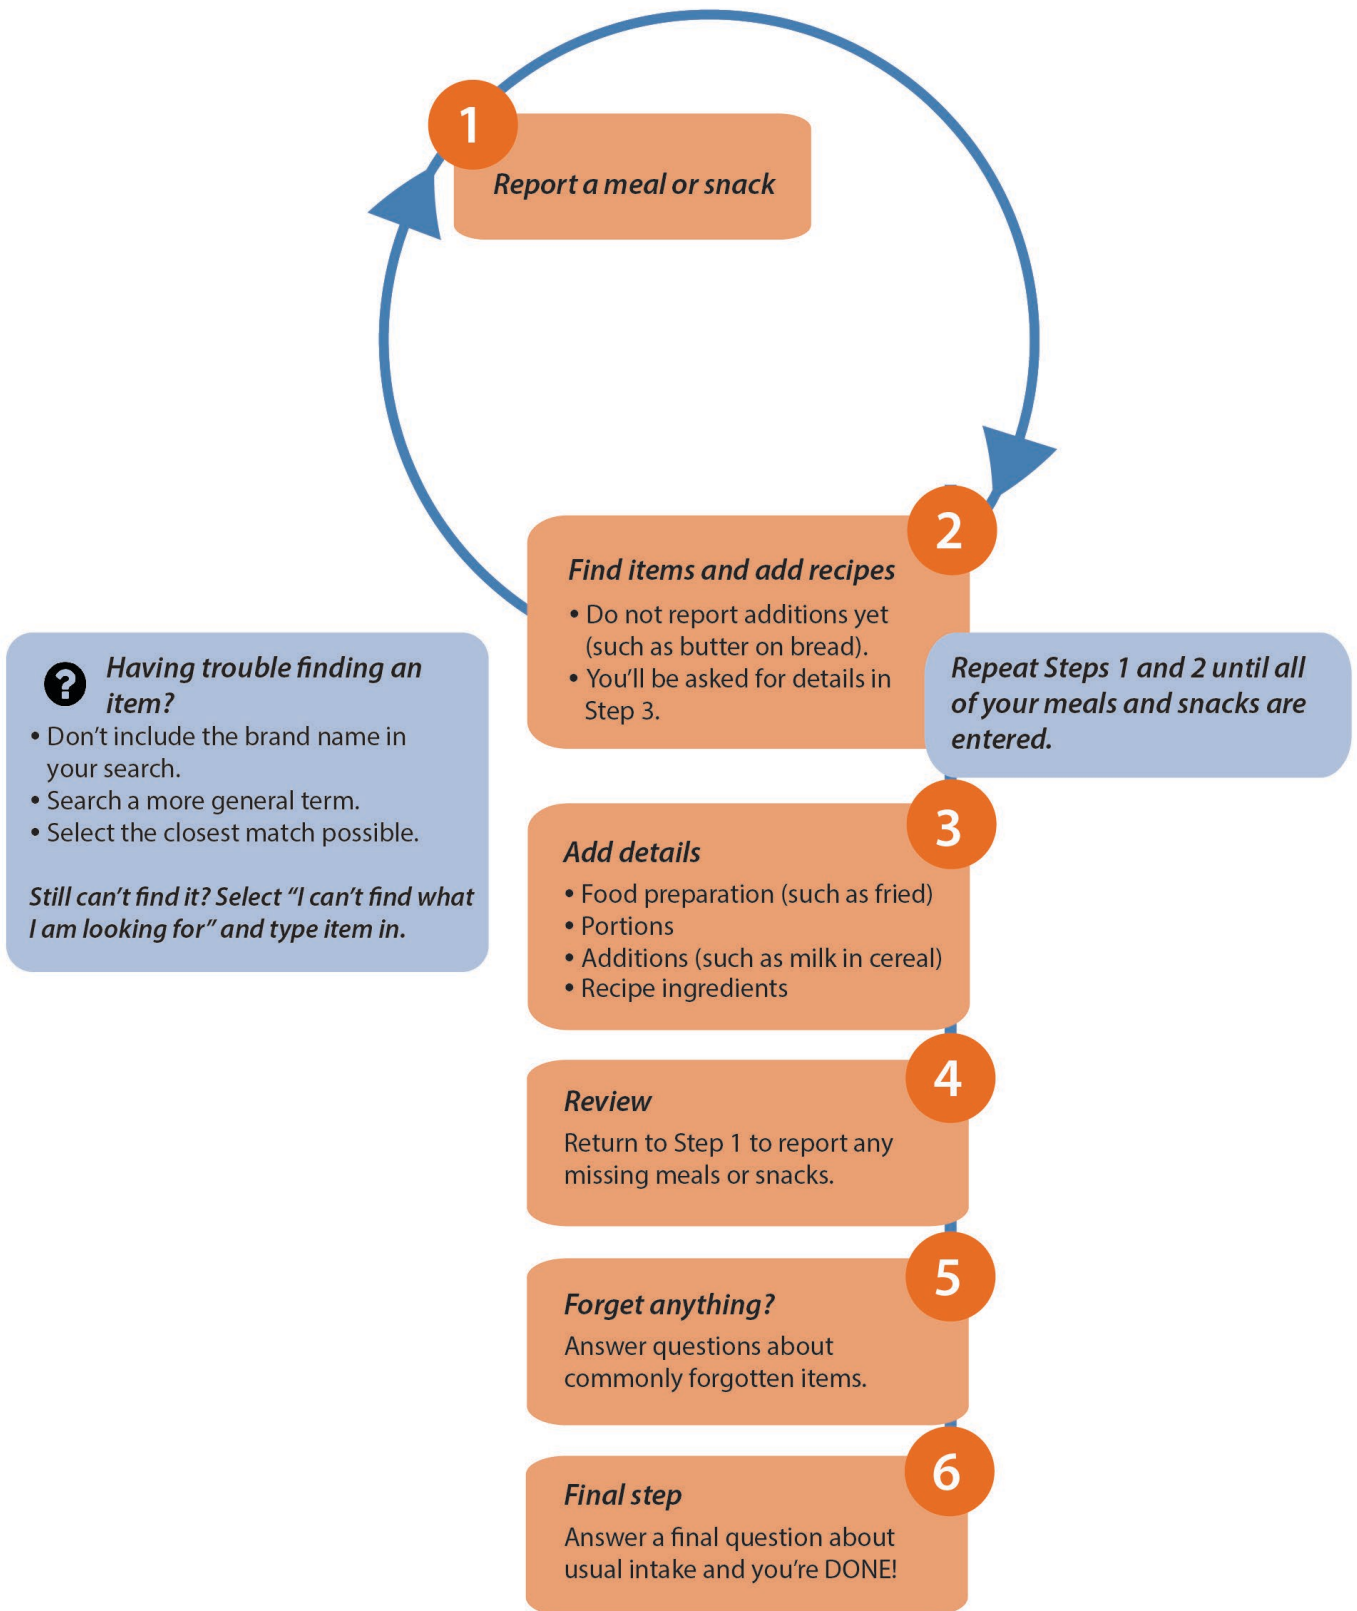 1
Report a meal or snack
2
Find items and add recipes
• Do not report additions yet
(such as butter on bread).
• You’ll be asked for details in
Step 3.
Repeat Steps 1 and 2 until all
of your meals and snacks are
entered.
?
Having trouble finding an
item?
• Don’t include the brand name in
your search.
• Search a more general term.
• Select the closest match possible.
Still can’t find it? Select “I can’t find what
I am looking for” and type item in.
3
Add details
• Food preparation (such as fried)
• Portions
• Additions (such as milk in cereal)
• Recipe ingredients
4
Review
Return to Step 1 to report any
missing meals or snacks.
5
Forget anything?
Answer questions about
commonly forgotten items.
6
Final step
Answer a final question about
usual intake and you’re DONE!